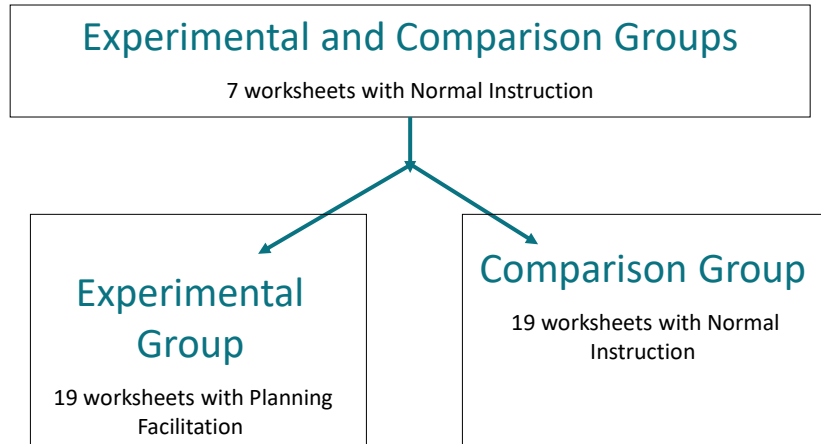 Experimental and Comparison Groups
7 worksheets with Normal Instruction
Experimental
Group
19 worksheets with Planning
Facilitation
Comparison Group
19 worksheets with Normal
Instruction